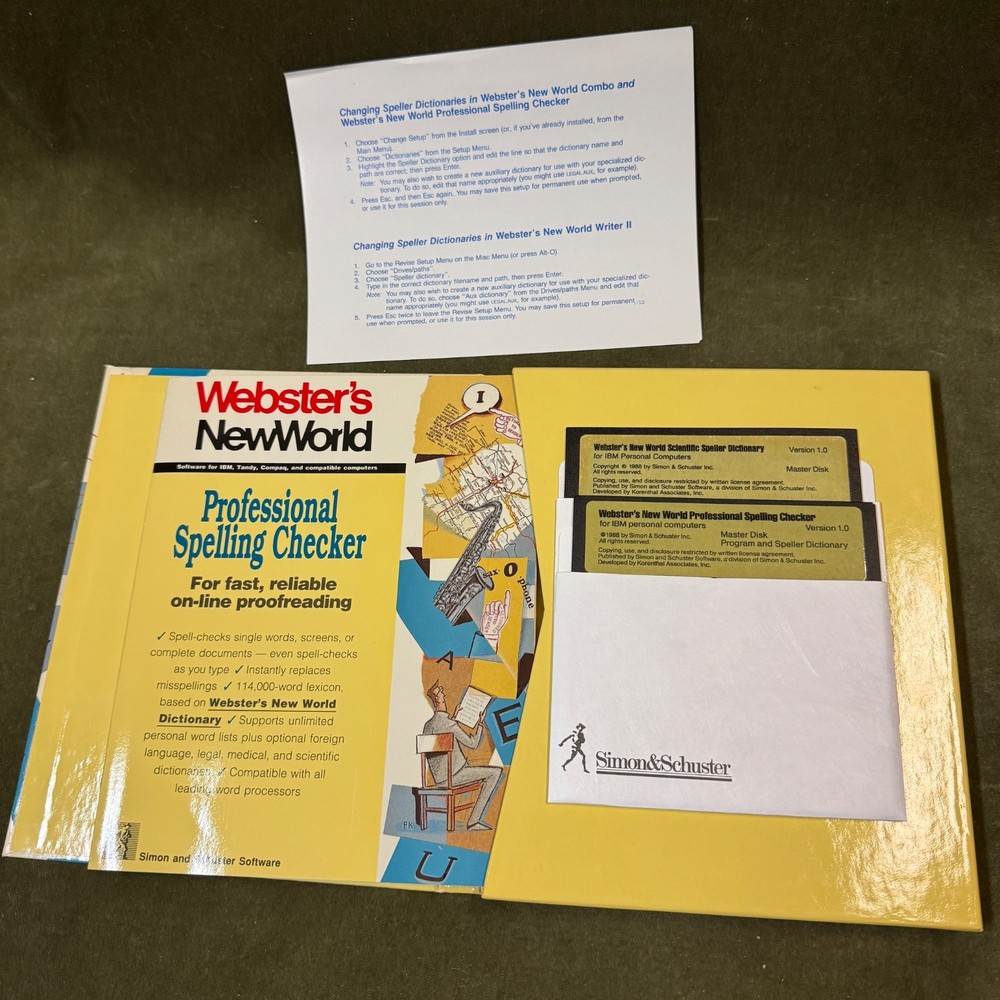 Changing Speller Dictionaries in Webster's New World Combo and
Webster's New World Professional Spelling Checker
1. Choose "Change Setup" from the Install screen (or, if you've already installed, from the
Main Menu).
2. Choose "Dictionaries" from the Setup Menu.
3. Highlight the Speller Dictionary option and edit the line so that the dictionary name and
path are correct; then press Enter.
Note: You may also wish to create a new auxiliary dictionary for use with your specialized dic-
tionary. To do so, edit that name appropriately (you might use LEGAL.AUX, for example).
4. Press Esc, and then Esc again. You may save this setup for permanent use when prompted,
or use it for this session only.
Changing Speller Dictionaries in Webster's New World Writer II
1. Go to the Revise Setup Menu on the Misc Menu (or press Alt-O)
2. Choose "Drives/paths".
3. Choose "Speller dictionary".
4. Type in the correct dictionary filename and path, then press Enter.
Note: You may also wish to create a new auxiliary dictionary for use with your specialized dic-
tionary. To do so, choose "Aux dictionary" from the Drives/paths Menu and edit that
name appropriately (you might use LEGAL.AUX, for example).
5. Press Esc twice to leave the Revise Setup Menu. You may save this setup for permanent
use when prompted, or use it for this session only.
Webster's
NewWorld
Software for IBM, Tandy, Compaq, and compatible computers
Professional
Spelling Checker
For fast, reliable
on-line proofreading
✓ Spell-checks single words, screens, or
complete documents — even spell-checks
as you type ✓ Instantly replaces
misspellings ✓ 114,000-word lexicon,
based on Webster's New World
Dictionary ✓ Supports unlimited
personal word lists plus optional foreign
language, legal, medical, and scientific
dictionaries ✓ Compatible with all
leading word processors
Simon and Schuster Software
I
sax·O·phone
A
E
U
PK
Webster's New World Scientific Speller Dictionary
for IBM Personal Computers
Version 1.0
Copyright © 1988 by Simon & Schuster Inc.
All rights reserved.
Master Disk
Copying, use, and disclosure restricted by written license agreement.
Published by Simon and Schuster Software, a division of Simon & Schuster Inc.
Developed by Korenthal Associates, Inc.
Webster's New World Professional Spelling Checker
for IBM personal computers
Version 1.0
©1988 by Simon & Schuster Inc.
All rights reserved.
Master Disk
Program and Speller Dictionary
Copying, use, and disclosure restricted by written license agreement.
Published by Simon and Schuster Software, a division of Simon & Schuster Inc.
Developed by Korenthal Associates, Inc.
Simon&Schuster